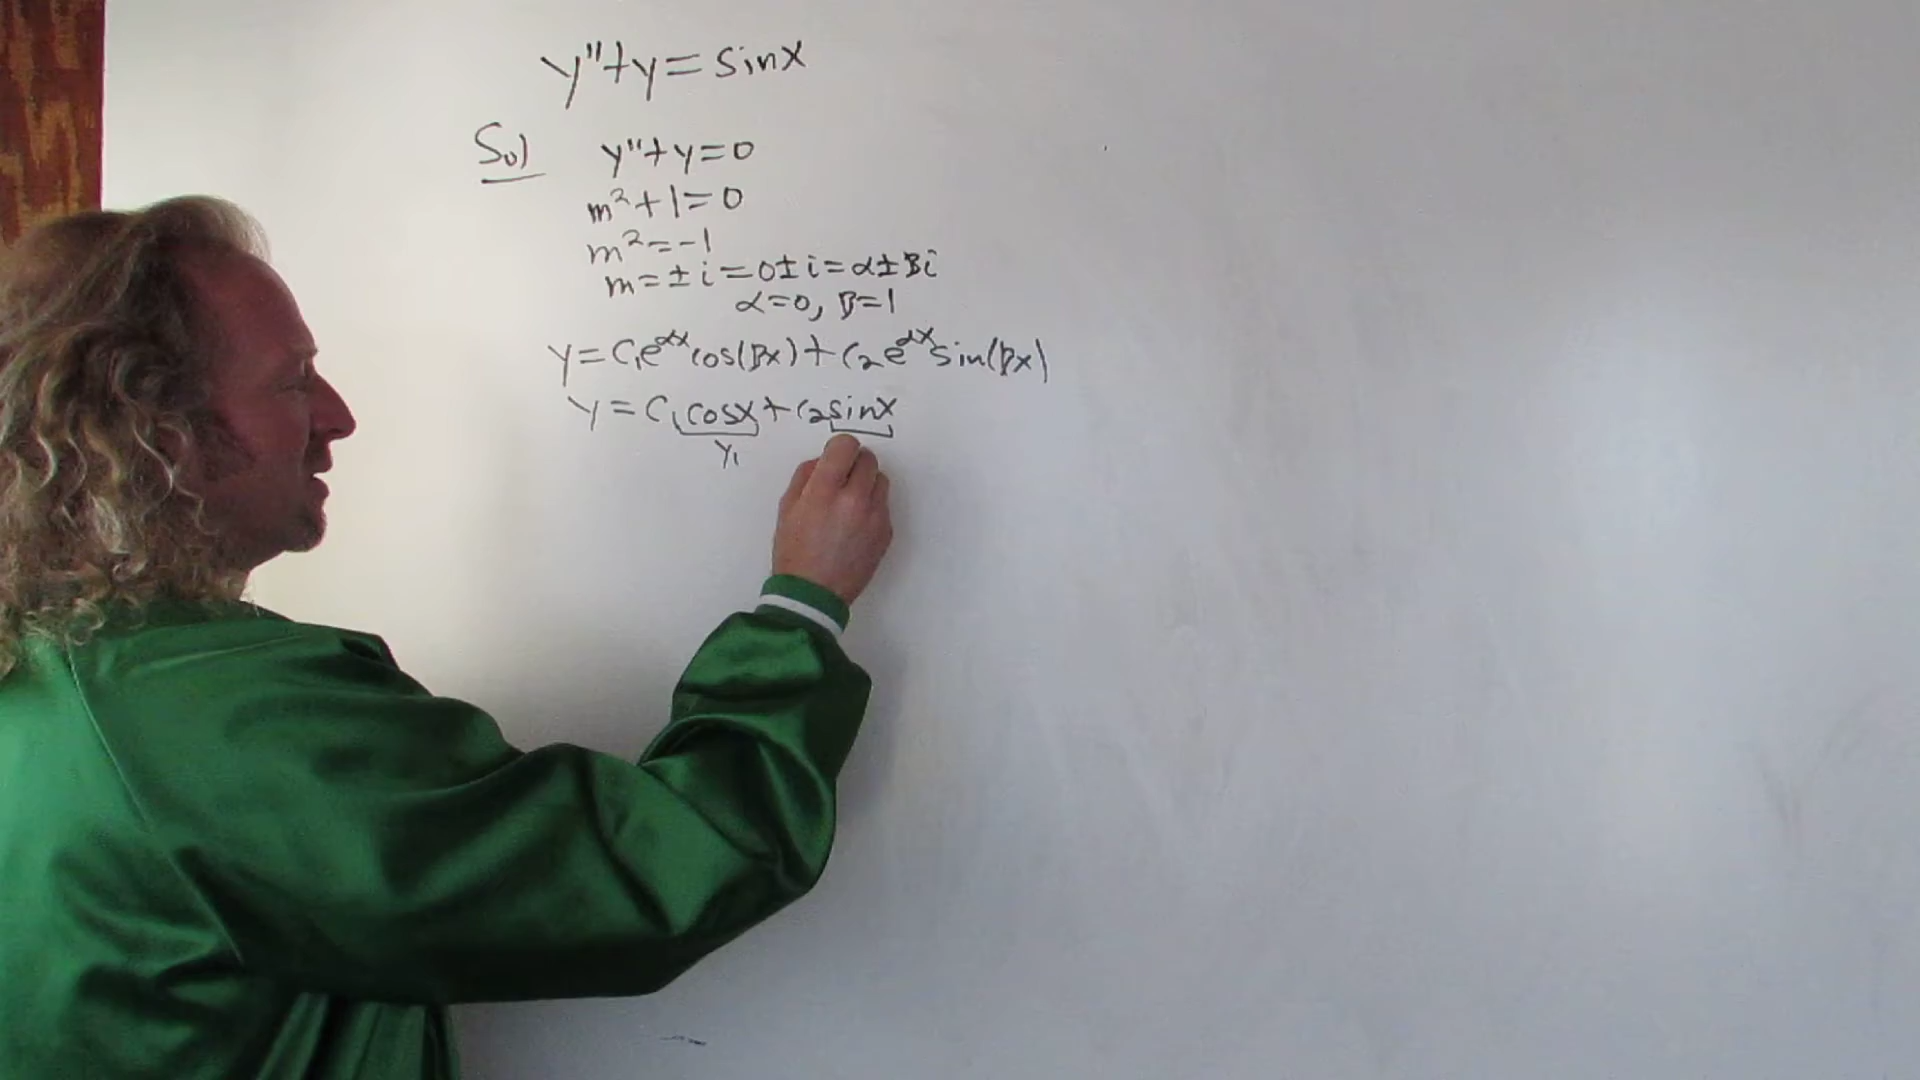 y''+y=sinx
Sol y''+y=0
m²+1=0
m²=-1
m=±i=0±i=α±βi
α=0, β=1
y=C₁e^αx cos(βx)+C₂e^αx sin(βx)
y=C₁cosx+C₂sinx
y₁